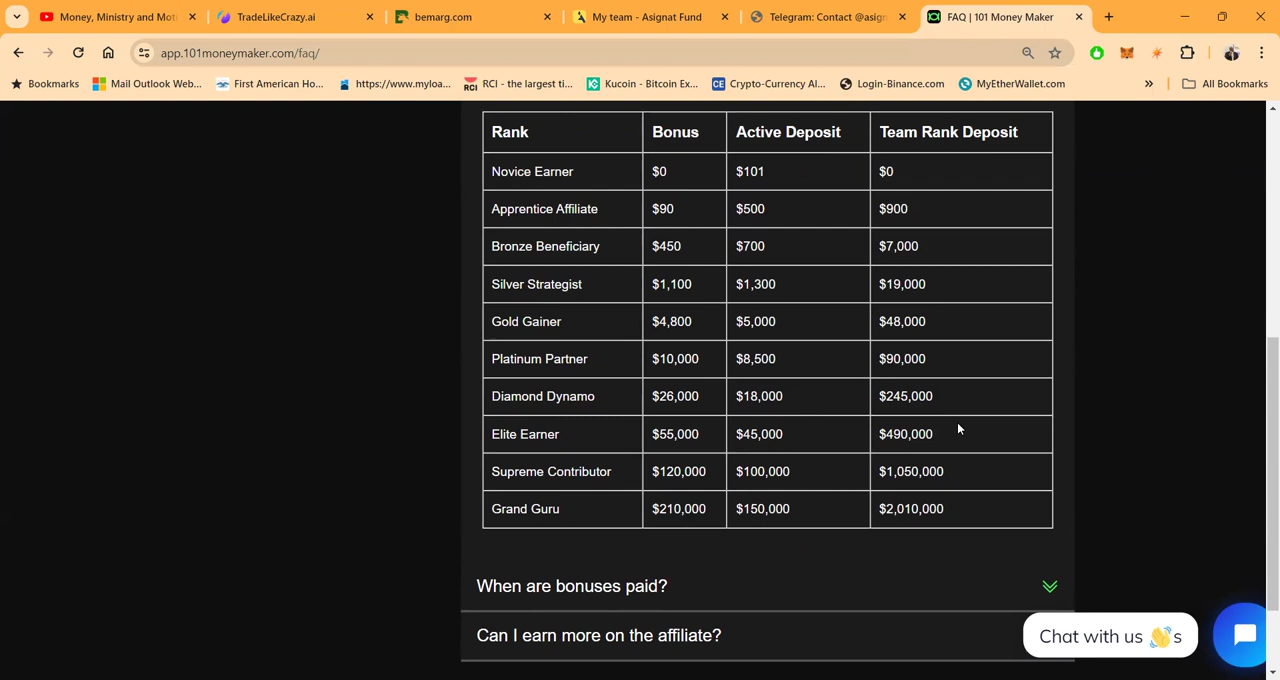 Money, Ministry and Mot
TradeLikeCrazy.ai
bemarg.com
My team - Asignat Fund
Telegram: Contact @asign
FAQ | 101 Money Maker
app.101moneymaker.com/faq/
Bookmarks
Mail Outlook Web...
First American Ho...
https://www.myloa...
RCI - the largest ti...
Kucoin - Bitcoin Ex...
Crypto-Currency Al...
Login-Binance.com
MyEtherWallet.com
All Bookmarks
Rank Bonus Active Deposit Team Rank Deposit
Novice Earner $0 $101 $0
Apprentice Affiliate $90 $500 $900
Bronze Beneficiary $450 $700 $7,000
Silver Strategist $1,100 $1,300 $19,000
Gold Gainer $4,800 $5,000 $48,000
Platinum Partner $10,000 $8,500 $90,000
Diamond Dynamo $26,000 $18,000 $245,000
Elite Earner $55,000 $45,000 $490,000
Supreme Contributor $120,000 $100,000 $1,050,000
Grand Guru $210,000 $150,000 $2,010,000
When are bonuses paid?
Can I earn more on the affiliate?
Chat with us 👋s